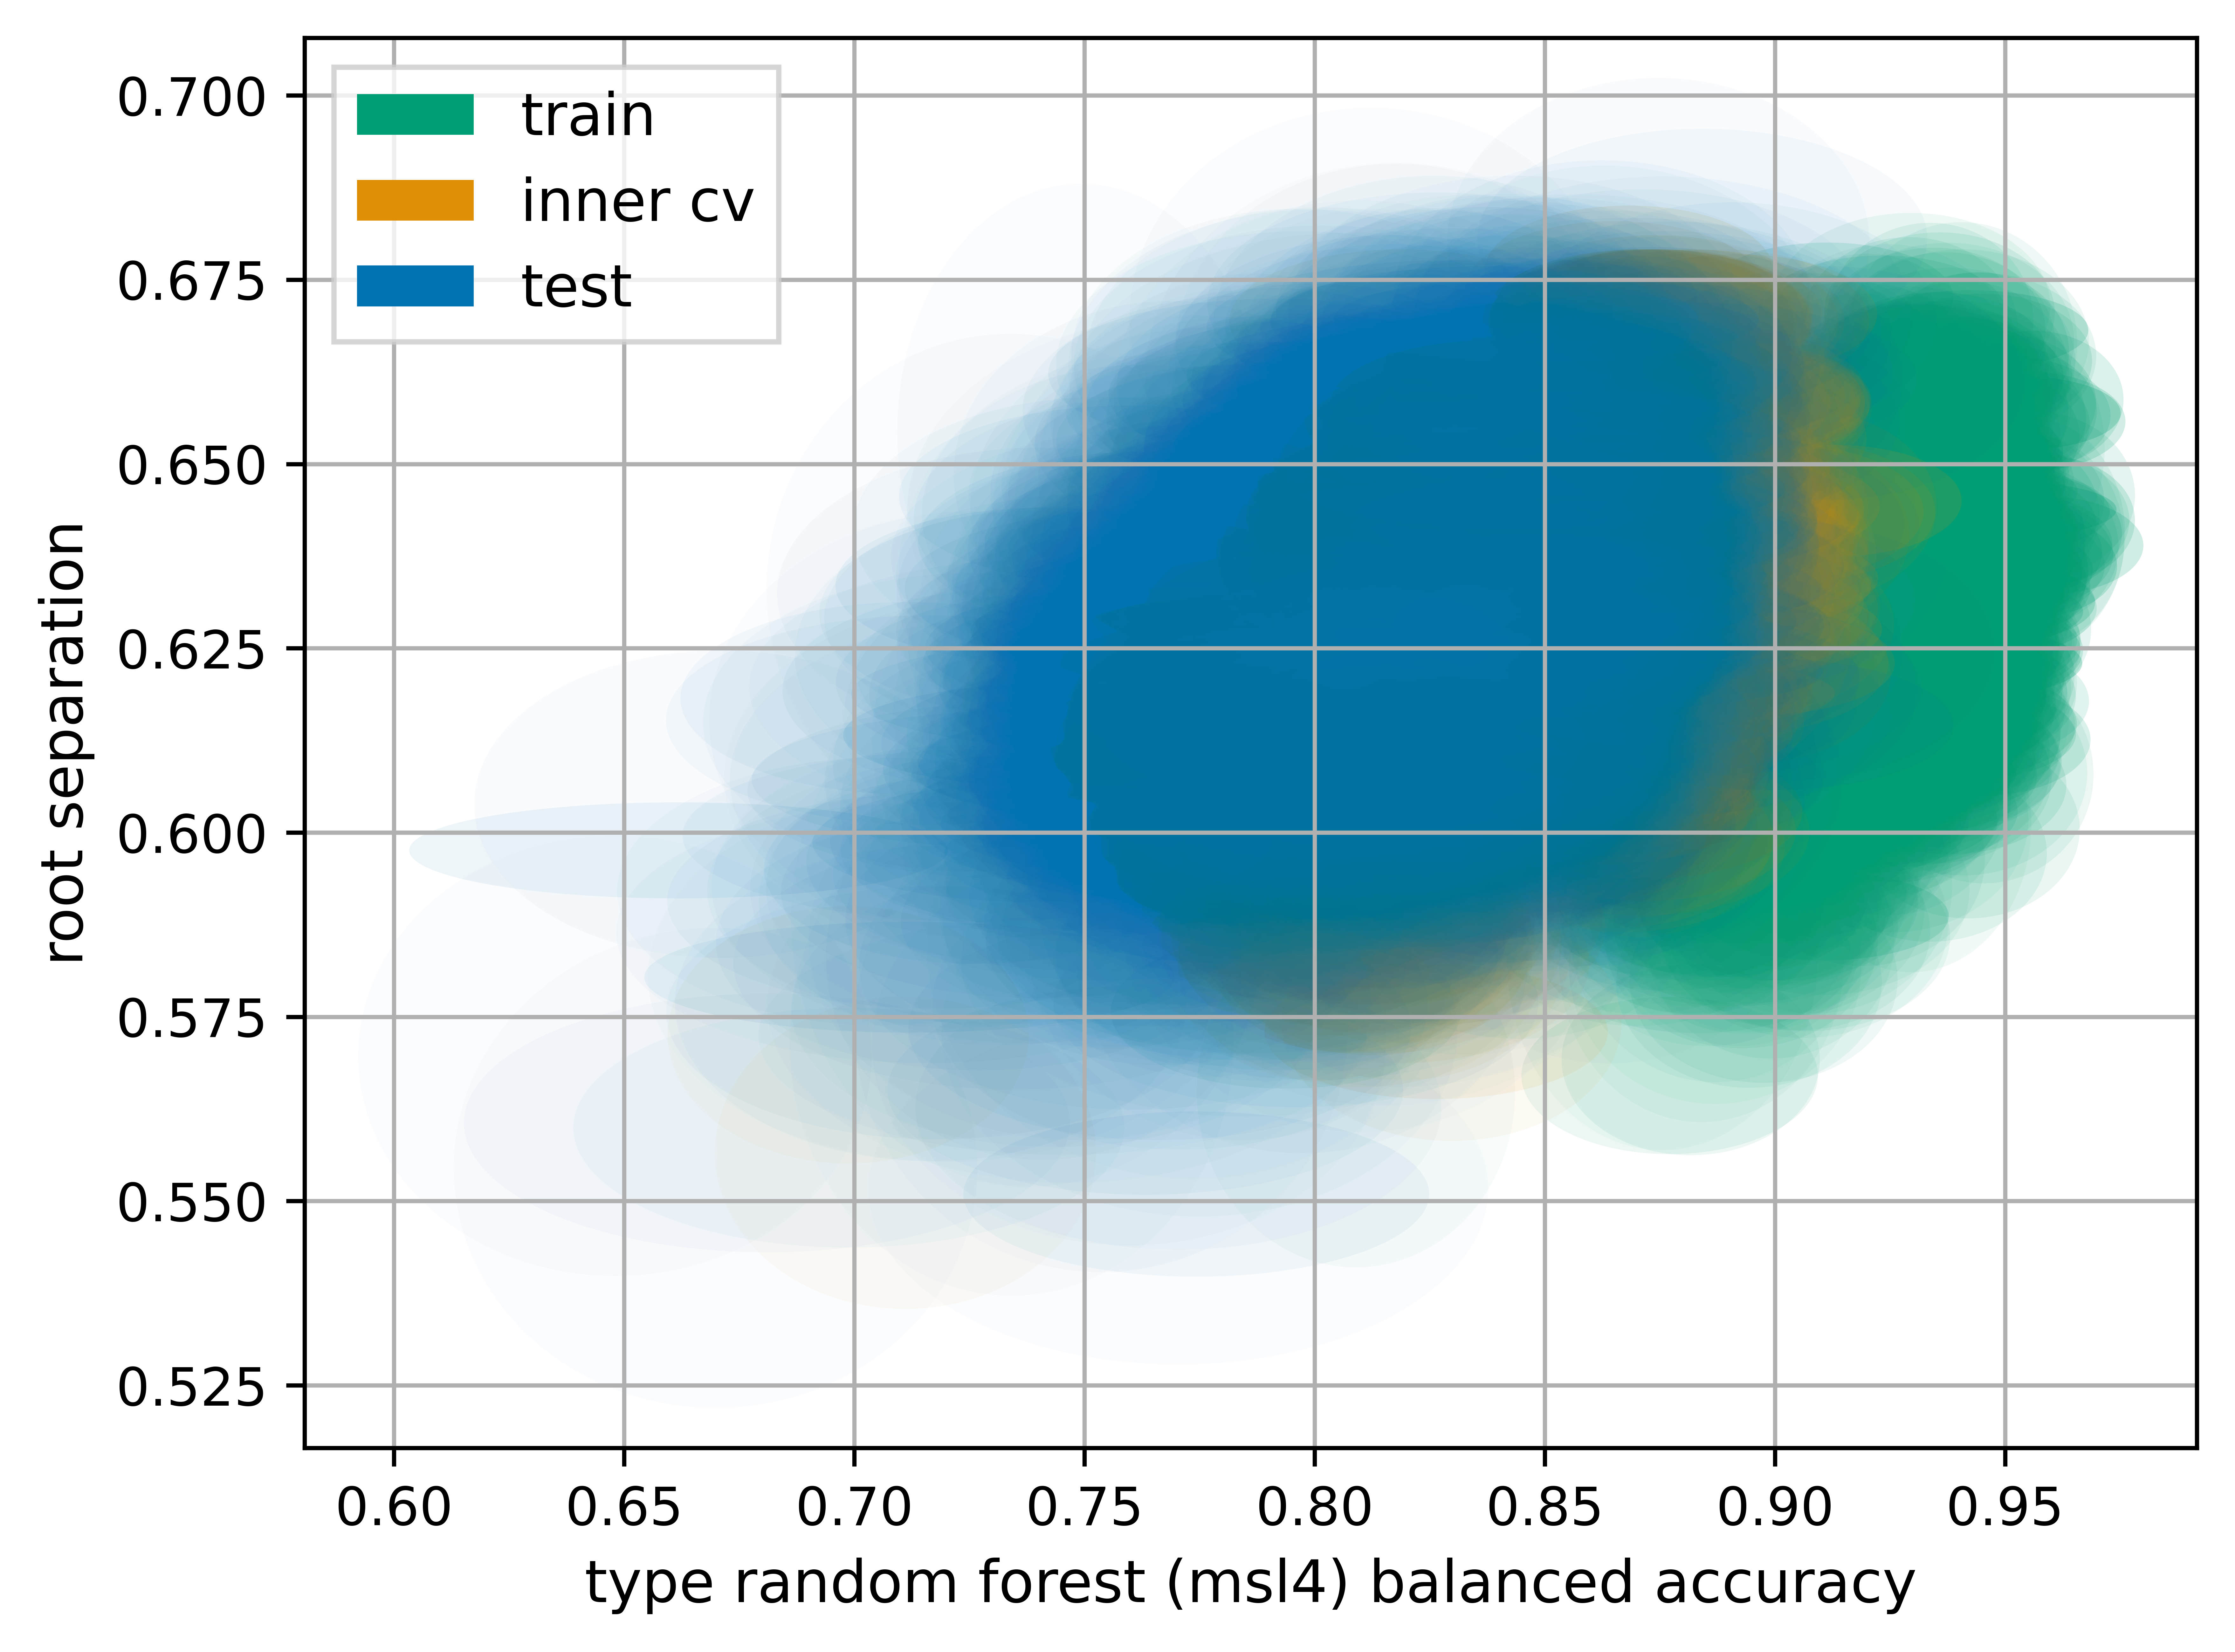 train
inner cv
test
0.700
0.675
0.650
0.625
0.600
0.575
0.550
0.525
root separation
0.60 0.65 0.70 0.75 0.80 0.85 0.90 0.95
type random forest (msl4) balanced accuracy